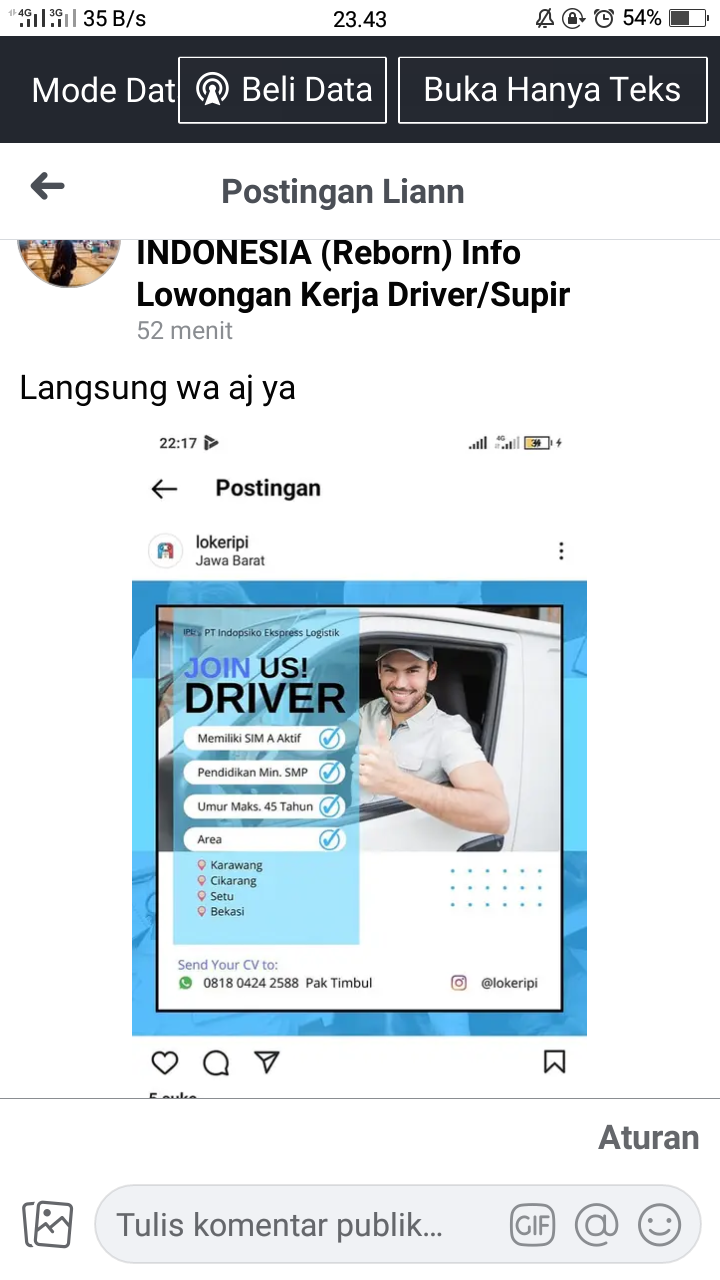 4G 3G 35 B/s 23.43 54%
Mode Dat Beli Data Buka Hanya Teks
Postingan Liann
INDONESIA (Reborn) Info
Lowongan Kerja Driver/Supir
52 menit
Langsung wa aj ya
22:17 4G
Postingan
lokeripi
Jawa Barat
PT Indopsiko Ekspress Logistik
JOIN US!
DRIVER
Memiliki SIM A Aktif
Pendidikan Min. SMP
Umur Maks. 45 Tahun
Area
Karawang
Cikarang
Setu
Bekasi
Send Your CV to:
0818 0424 2588 Pak Timbul @lokeripi
Aturan
Tulis komentar publik... GIF @